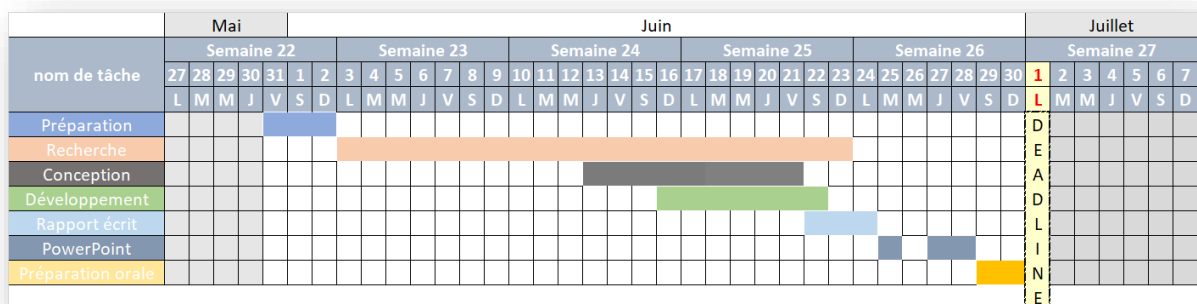 Mai Juin Juillet
Semaine 22 Semaine 23 Semaine 24 Semaine 25 Semaine 26 Semaine 27
nom de tâche 27 28 29 30 31 1 2 3 4 5 6 7 8 9 10 11 12 13 14 15 16 17 18 19 20 21 22 23 24 25 26 27 28 29 30 1 2 3 4 5 6 7
L M M J V S D L M M J V S D L M M J V S D L M M J V S D L M M J V S D L M M J V S D
Préparation D
Recherche E
Conception A
Développement D
Rapport écrit L
PowerPoint I
Préparation orale N
E